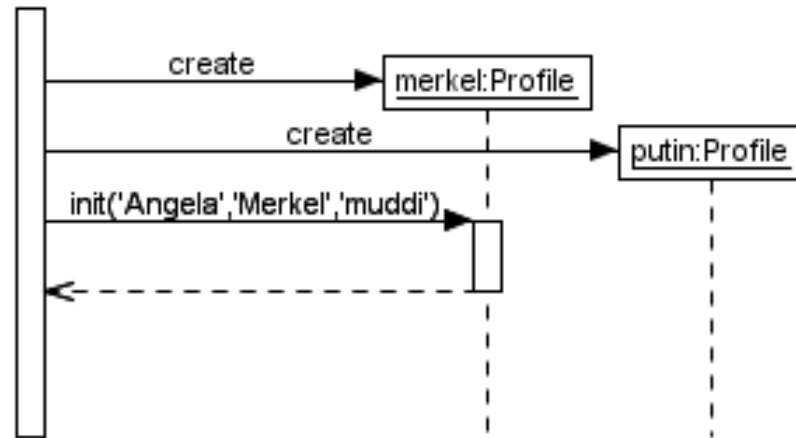 create
merkel:Profile
create
putin:Profile
init('Angela','Merkel','muddi')